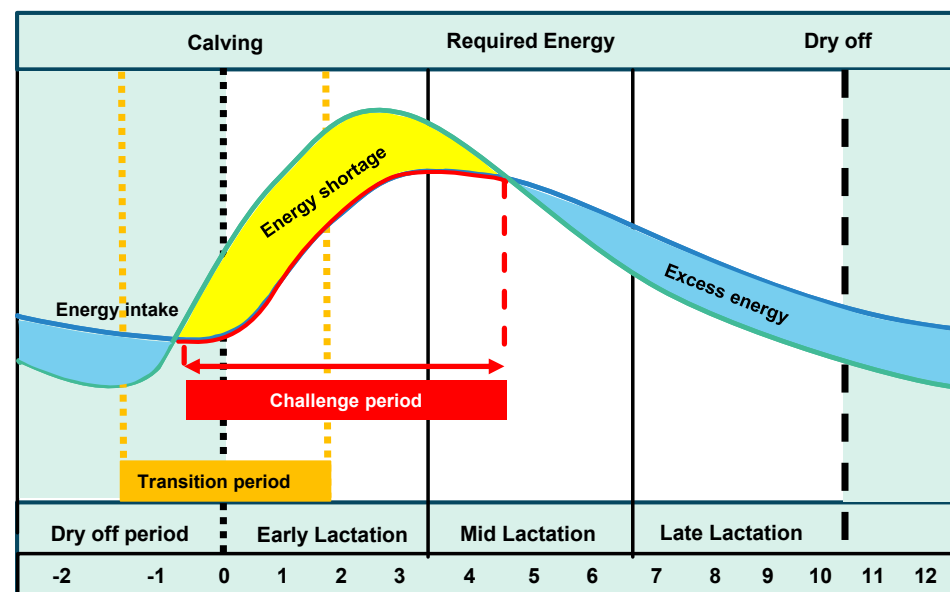 Calving Required Energy Dry off
Energy shortage
Energy intake
Excess energy
Challenge period
Transition period
Dry off period Early Lactation Mid Lactation Late Lactation
-2 -1 0 1 2 3 4 5 6 7 8 9 10 11 12